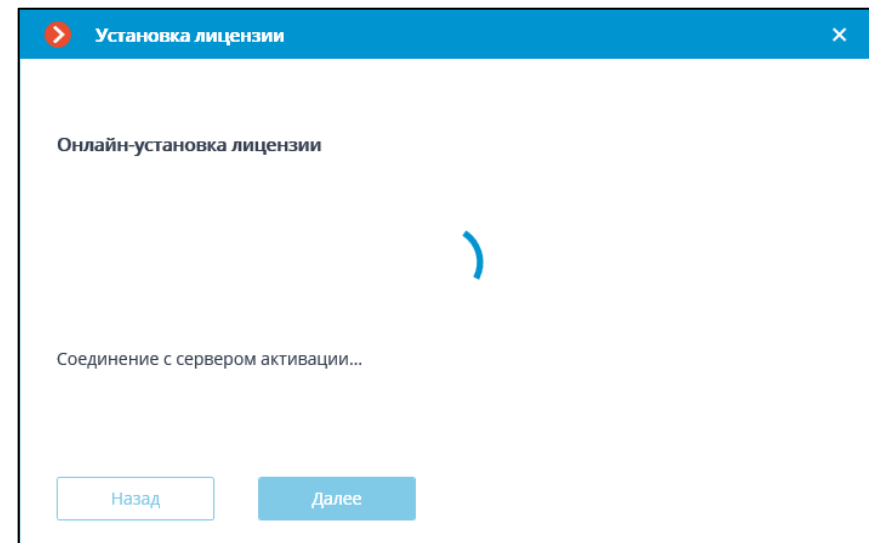 Установка лицензии
Онлайн-установка лицензии
Соединение с сервером активации...
Назад
Далее